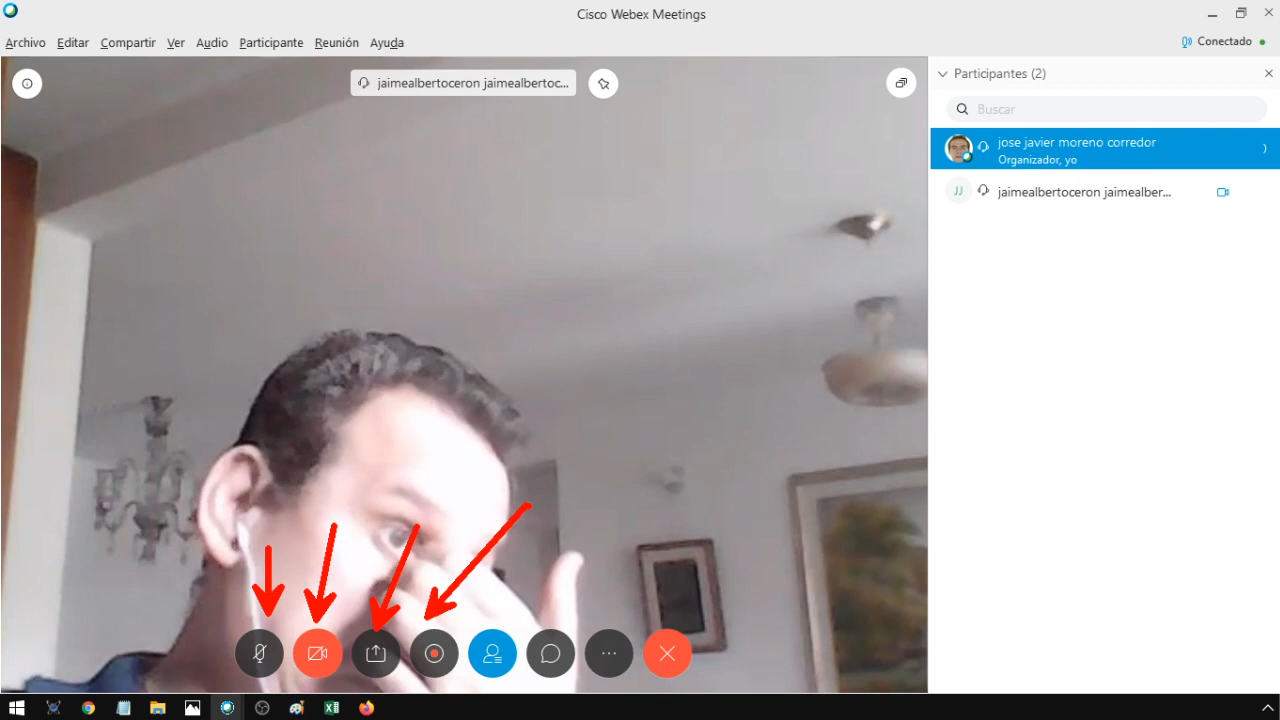 Cisco Webex Meetings
Archivo Editar Compartir Ver Audio Participante Reunión Ayuda
Conectado
jaimealbertoceron jaimealbertoc...
Participantes (2)
Buscar
jose javier moreno corredor
Organizador, yo
JJ jaimealbertoceron jaimealber...